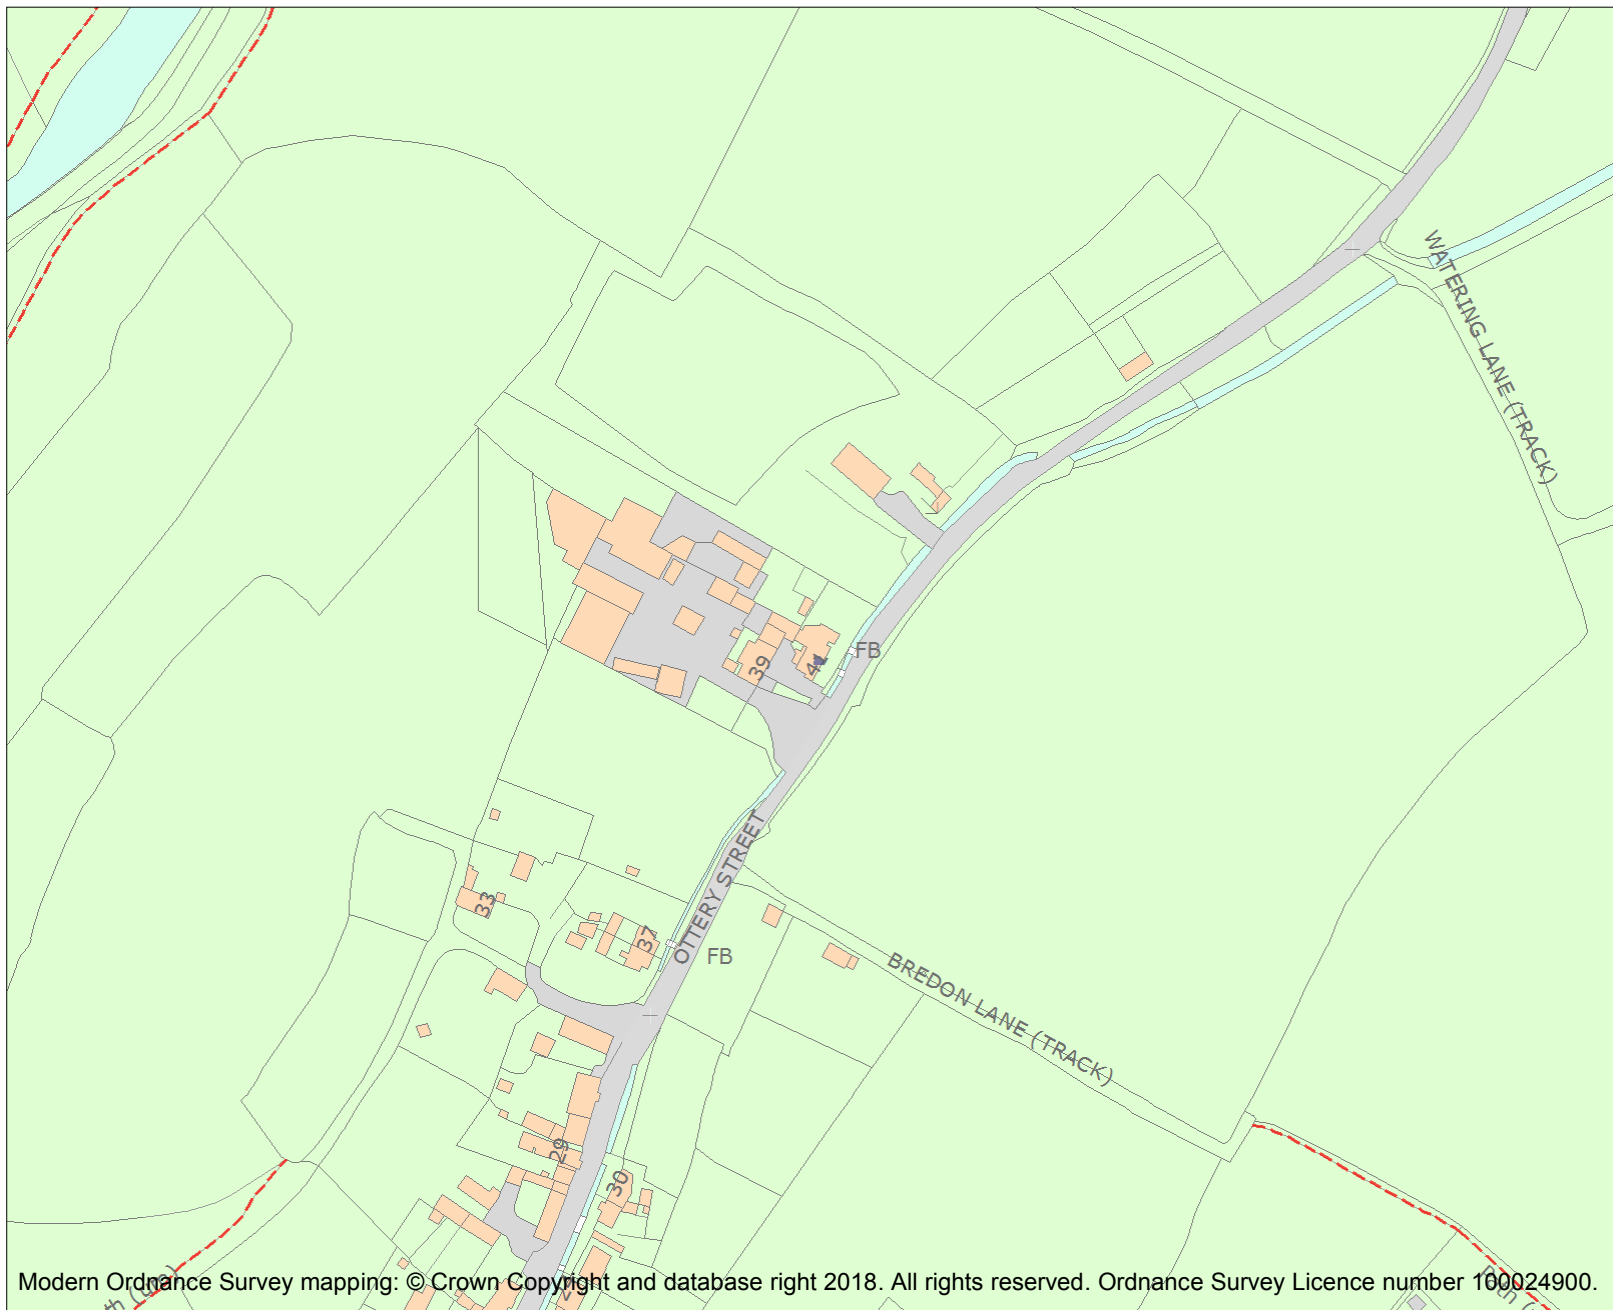 WATERING LANE (TRACK)
FB
39
41
OTTERY STREET
33
37
FB
BREDON LANE (TRACK)
29
30
Modern Ordnance Survey mapping: © Crown Copyright and database right 2018. All rights reserved. Ordnance Survey Licence number 100024900.